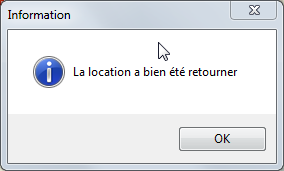 Information
La location a bien été retourner
OK